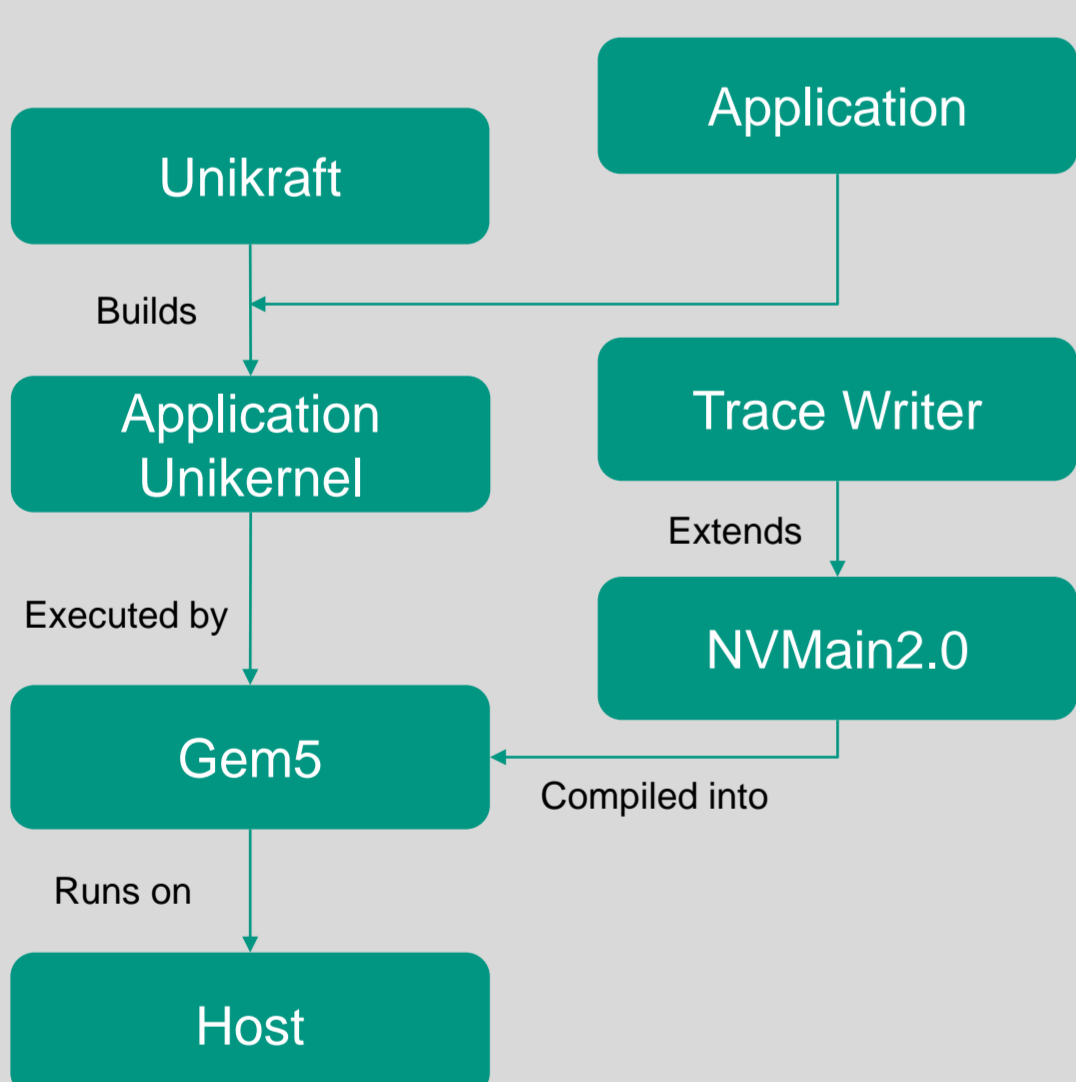 Application
Unikraft
Builds
Application
Unikernel
Trace Writer
Extends
Executed by
NVMain2.0
Gem5
Compiled into
Runs on
Host